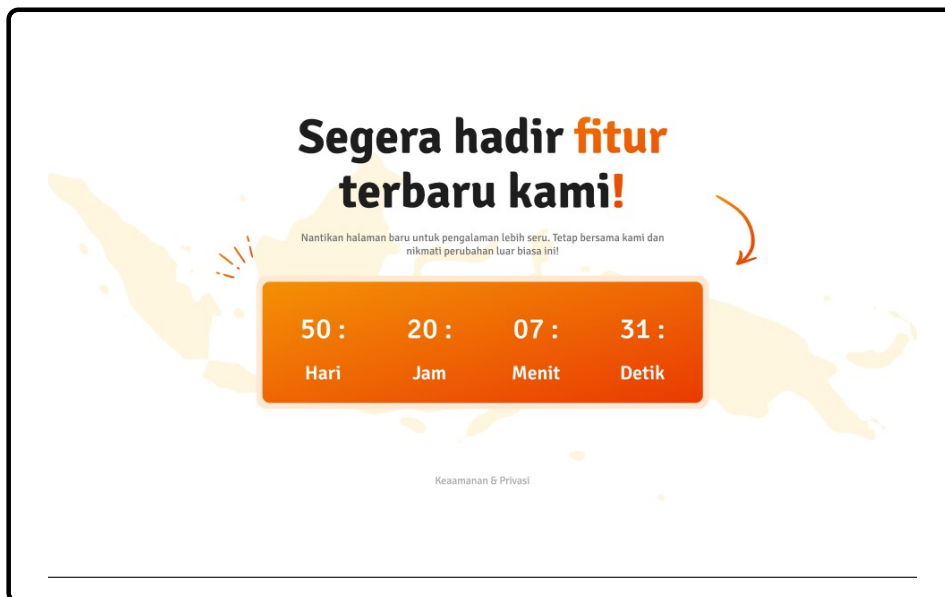 Segera hadir fitur
terbaru kami!
Nantikan halaman baru untuk pengalaman lebih seru. Tetap bersama kami dan
nikmati perubahan luar biasa ini!
50 : 20 : 07 : 31 :
Hari Jam Menit Detik
Keaamanan & Privasi